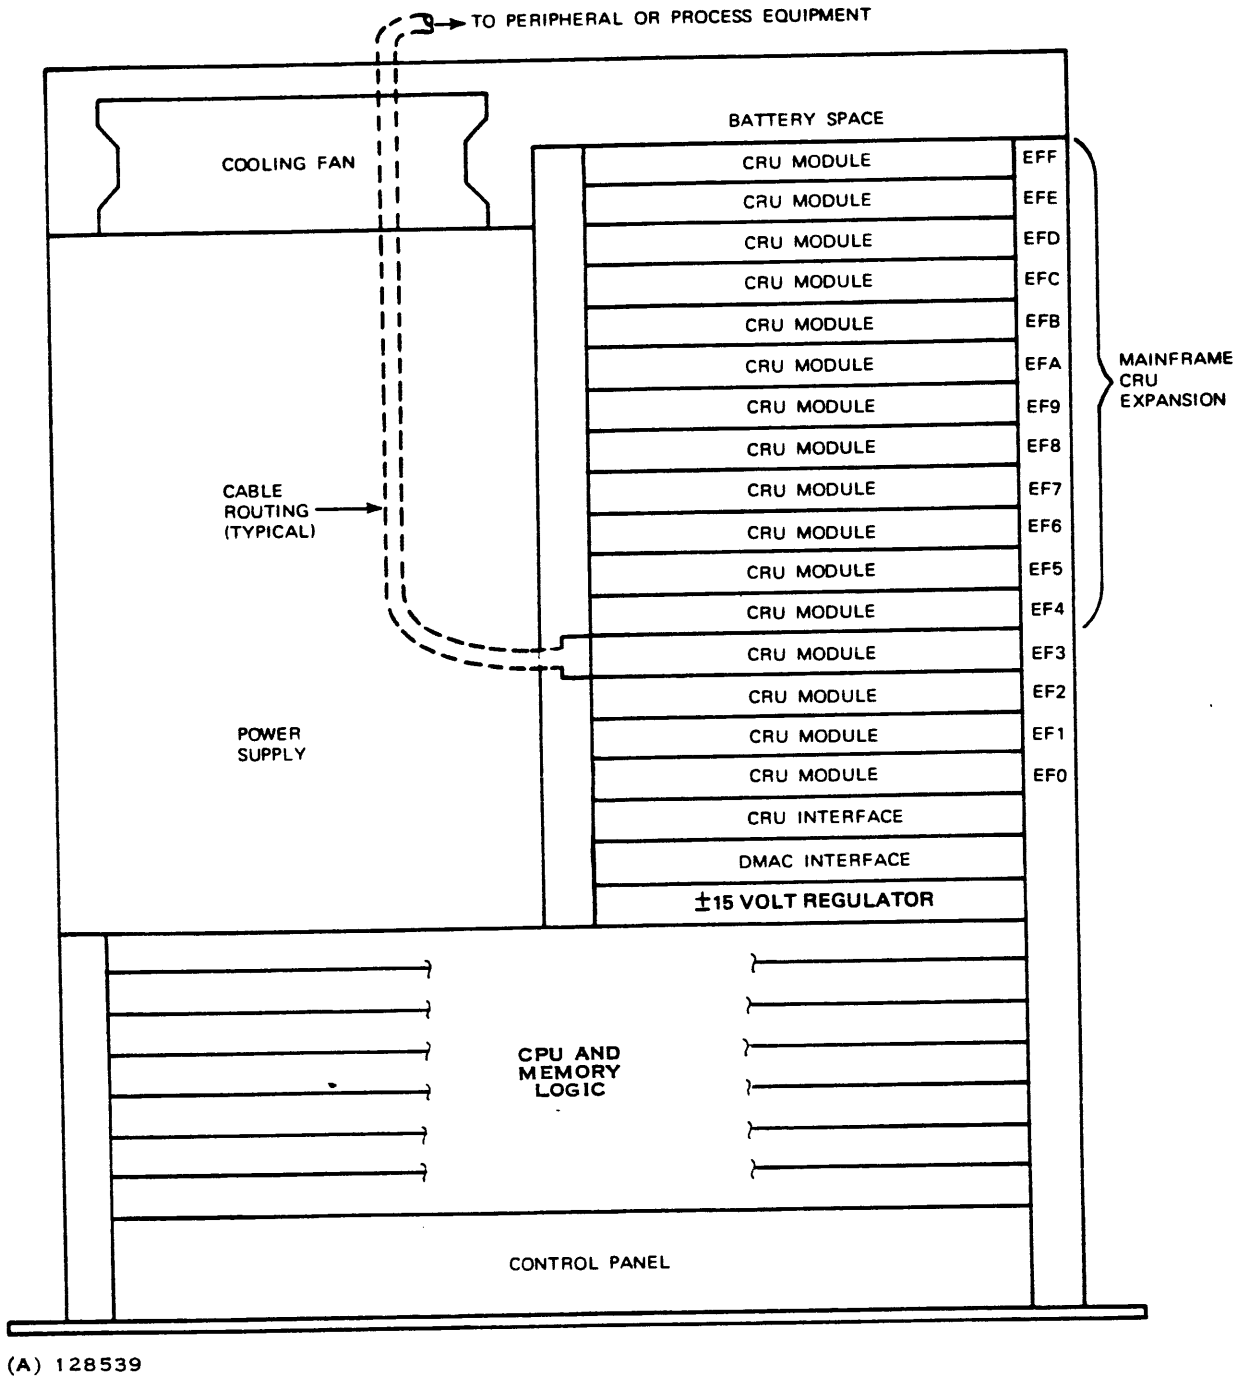 TO PERIPHERAL OR PROCESS EQUIPMENT
BATTERY SPACE
COOLING FAN
CRU MODULE EFF
CRU MODULE EFE
CRU MODULE EFD
CRU MODULE EFC
CRU MODULE EFB
CRU MODULE EFA
MAINFRAME
CRU
EXPANSION
CRU MODULE EF9
CRU MODULE EF8
CRU MODULE EF7
CABLE
ROUTING
(TYPICAL)
CRU MODULE EF6
CRU MODULE EF5
CRU MODULE EF4
CRU MODULE EF3
CRU MODULE EF2
POWER
SUPPLY
CRU MODULE EF1
CRU MODULE EF0
CRU INTERFACE
DMAC INTERFACE
±15 VOLT REGULATOR
CPU AND
MEMORY
LOGIC
CONTROL PANEL
(A) 128539